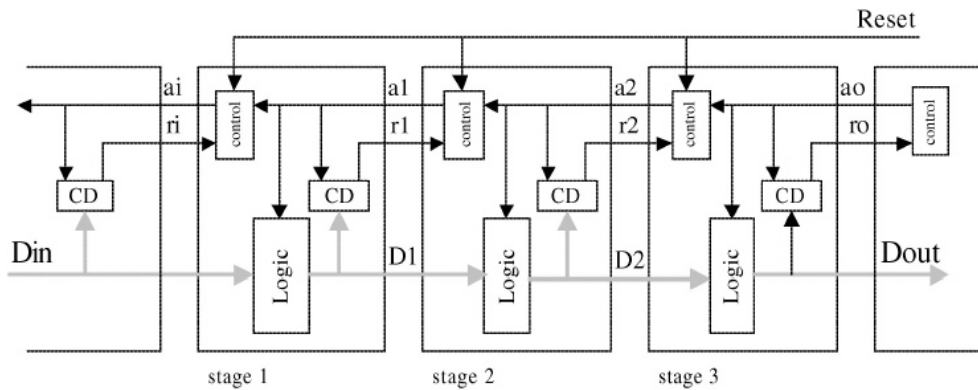 Reset
ai
a1
a2
ao
control
control
control
control
ri
r1
r2
ro
CD
CD
CD
CD
Din
D1
D2
Dout
Logic
Logic
Logic
stage 1
stage 2
stage 3